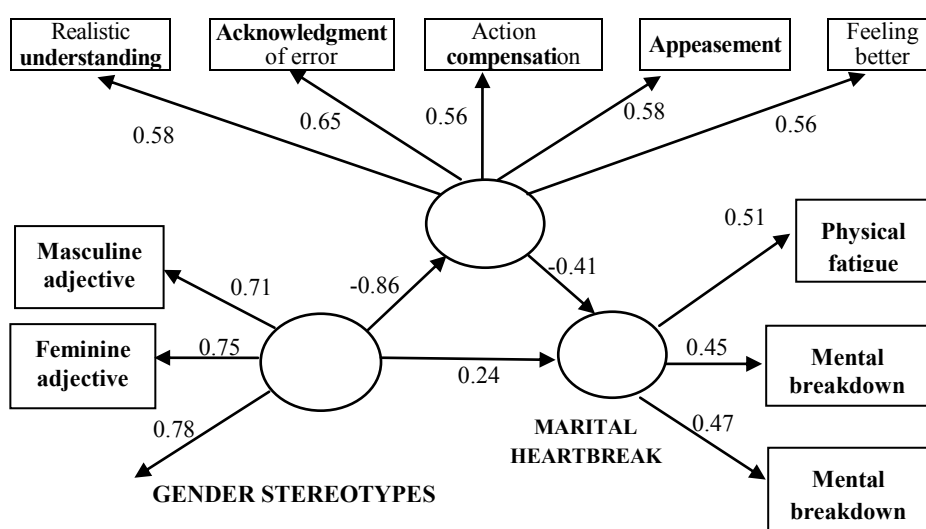 Realistic
understanding
Acknowledgment
of error
Action
compensation
Appeasement
Feeling
better
0.58
0.65
0.56
0.58
0.56
Masculine
adjective
0.71
-0.86
-0.41
0.51
Physical
fatigue
Feminine
adjective
0.75
0.24
0.45
Mental
breakdown
0.78
MARITAL
HEARTBREAK
0.47
GENDER STEREOTYPES
Mental
breakdown